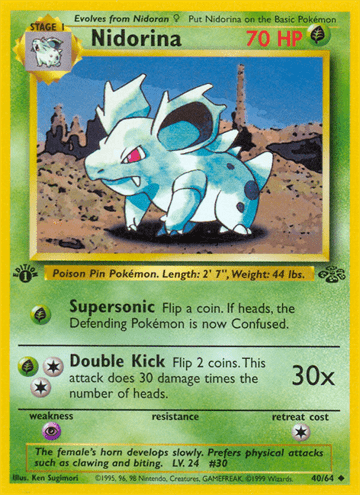 STAGE 1
Evolves from Nidoran ♀ Put Nidorina on the Basic Pokémon
Nidorina 70 HP
EDITION
1
Poison Pin Pokémon. Length: 2' 7", Weight: 44 lbs.
Supersonic Flip a coin. If heads, the
Defending Pokémon is now Confused.
Double Kick Flip 2 coins. This
attack does 30 damage times the
number of heads.
30x
weakness resistance retreat cost
The female's horn develops slowly. Prefers physical attacks
such as clawing and biting. LV. 24 #30
Illus. Ken Sugimori ©1995, 96, 98 Nintendo, Creatures, GAMEFREAK. ©1999 Wizards. 40/64